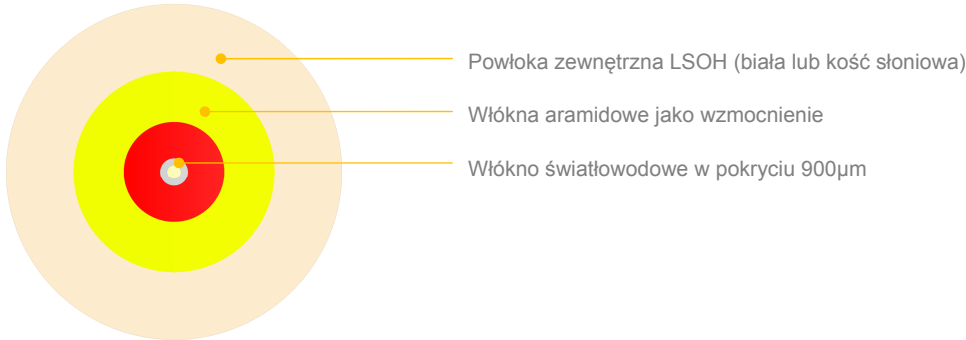 Powłoka zewnętrzna LSOH (biała lub kość słoniowa)
Włókna aramidowe jako wzmocnienie
Włókno światłowodowe w pokryciu 900μm